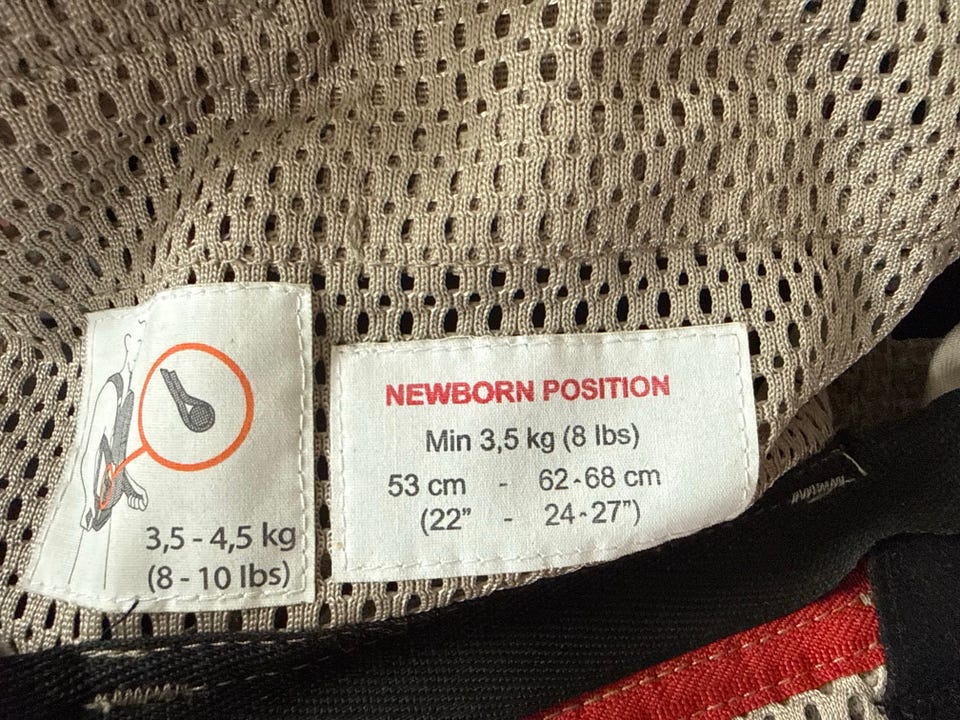 3,5 - 4,5 kg
(8 - 10 lbs)
NEWBORN POSITION
Min 3,5 kg (8 lbs)
53 cm - 62-68 cm
(22” - 24-27”)